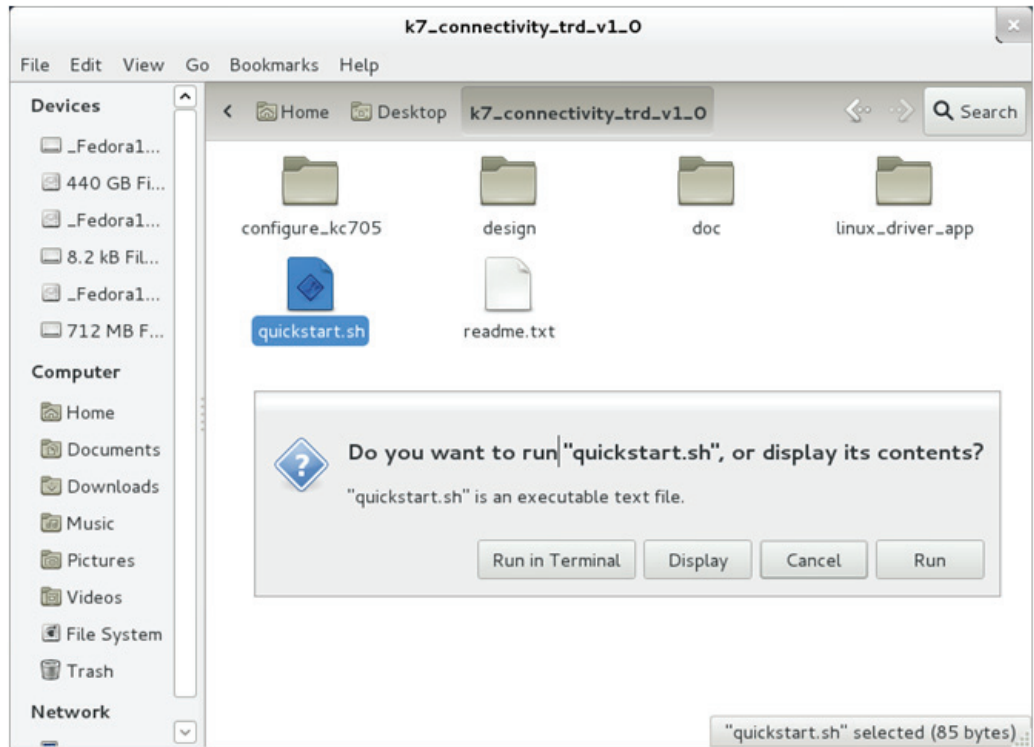 k7_connectivity_trd_v1_0
File Edit View Go Bookmarks Help
Devices
_Fedora1...
440 GB Fi...
_Fedora1...
8.2 kB Fil...
_Fedora1...
712 MB F...
Computer
Home
Documents
Downloads
Music
Pictures
Videos
File System
Trash
Network
Home Desktop k7_connectivity_trd_v1_0 Search
configure_kc705 design doc linux_driver_app
quickstart.sh readme.txt
Do you want to run "quickstart.sh", or display its contents?
"quickstart.sh" is an executable text file.
Run in Terminal Display Cancel Run
"quickstart.sh" selected (85 bytes)